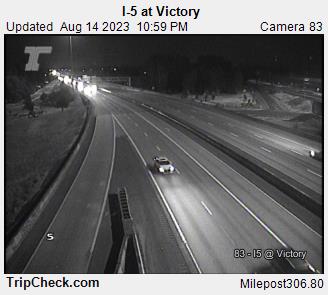 I-5 at Victory
Updated Aug 14 2023 10:59 PM Camera 83
T
S
83 - I5 @ Victory
TripCheck.com Milepost306.80